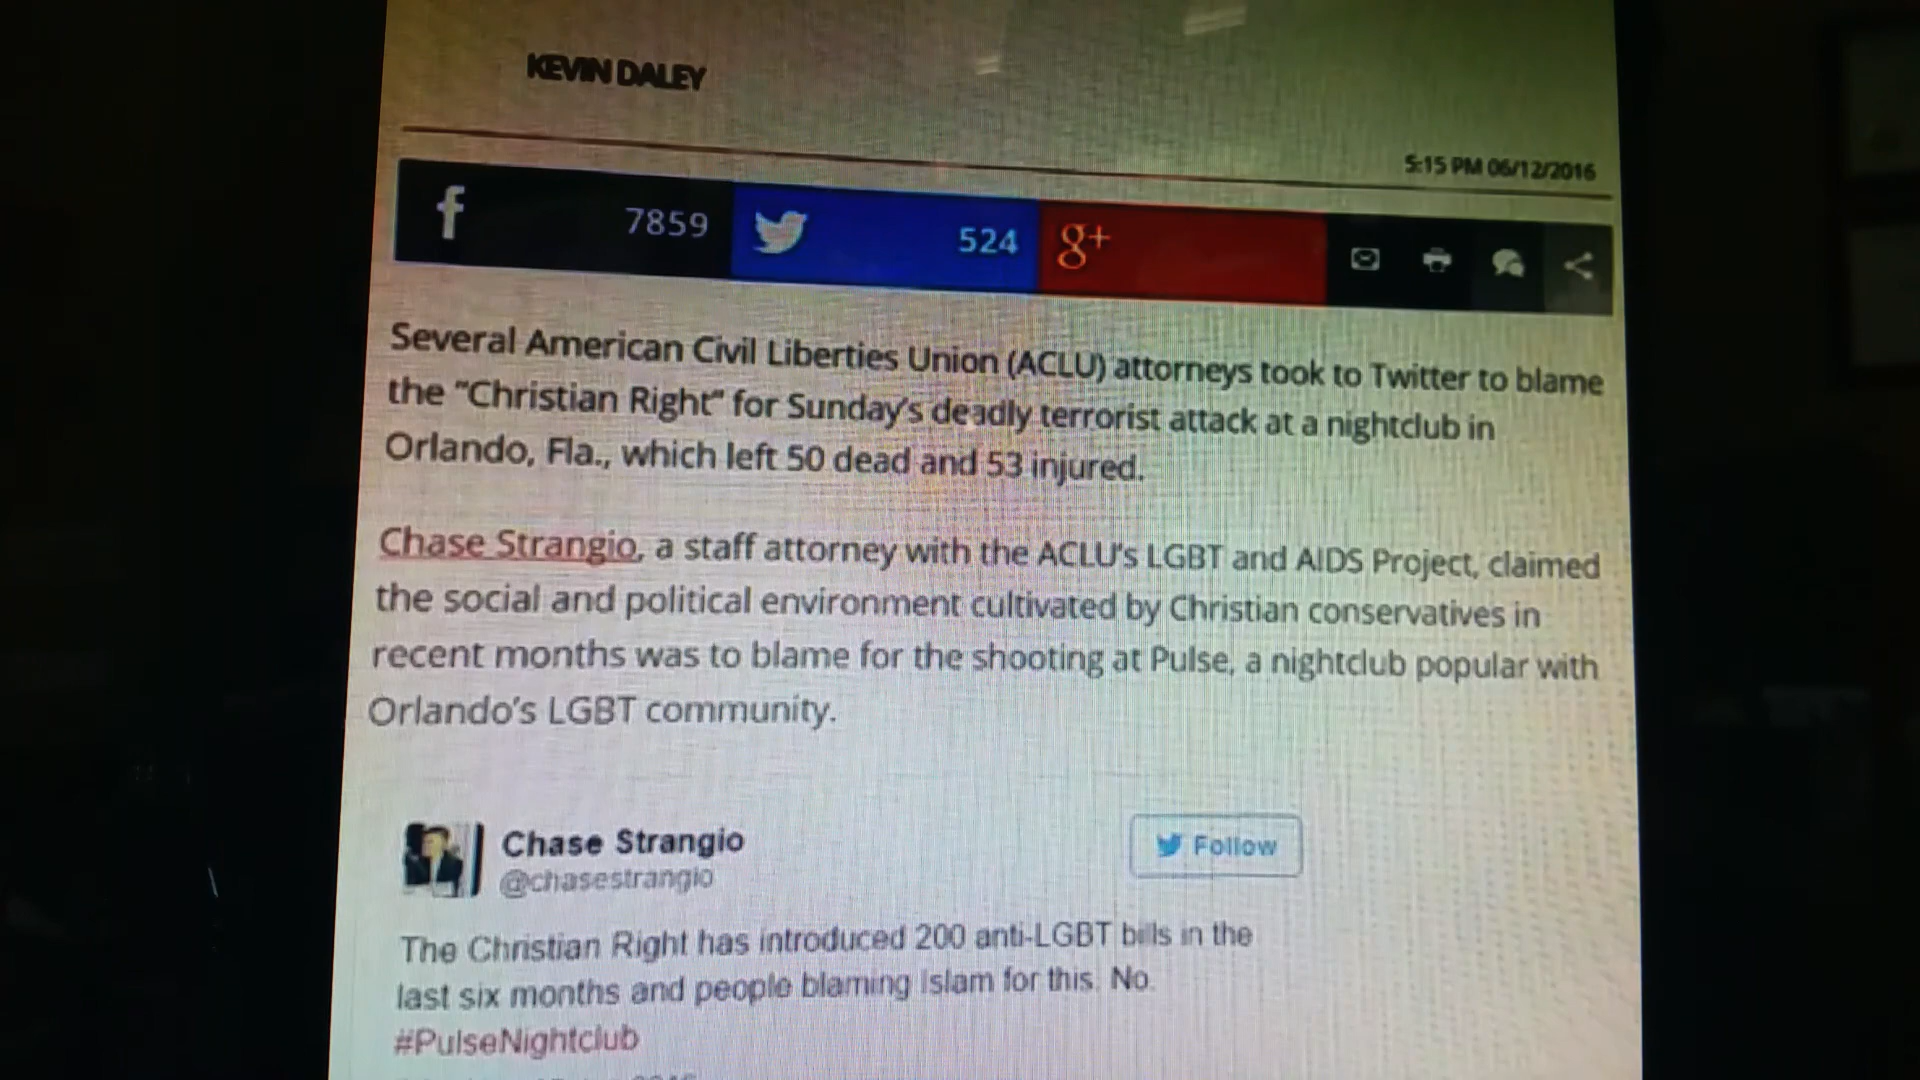 KEVIN DALEY
5:15 PM 06/12/2016
f 7859 524 g+
Several American Civil Liberties Union (ACLU) attorneys took to Twitter to blame
the "Christian Right" for Sunday's deadly terrorist attack at a nightclub in
Orlando, Fla., which left 50 dead and 53 injured.
Chase Strangio, a staff attorney with the ACLU's LGBT and AIDS Project, claimed
the social and political environment cultivated by Christian conservatives in
recent months was to blame for the shooting at Pulse, a nightclub popular with
Orlando's LGBT community.
Chase Strangio
Follow
@chasestrangio
The Christian Right has introduced 200 anti-LGBT bills in the
last six months and people blaming Islam for this. No.
#PulseNightclub